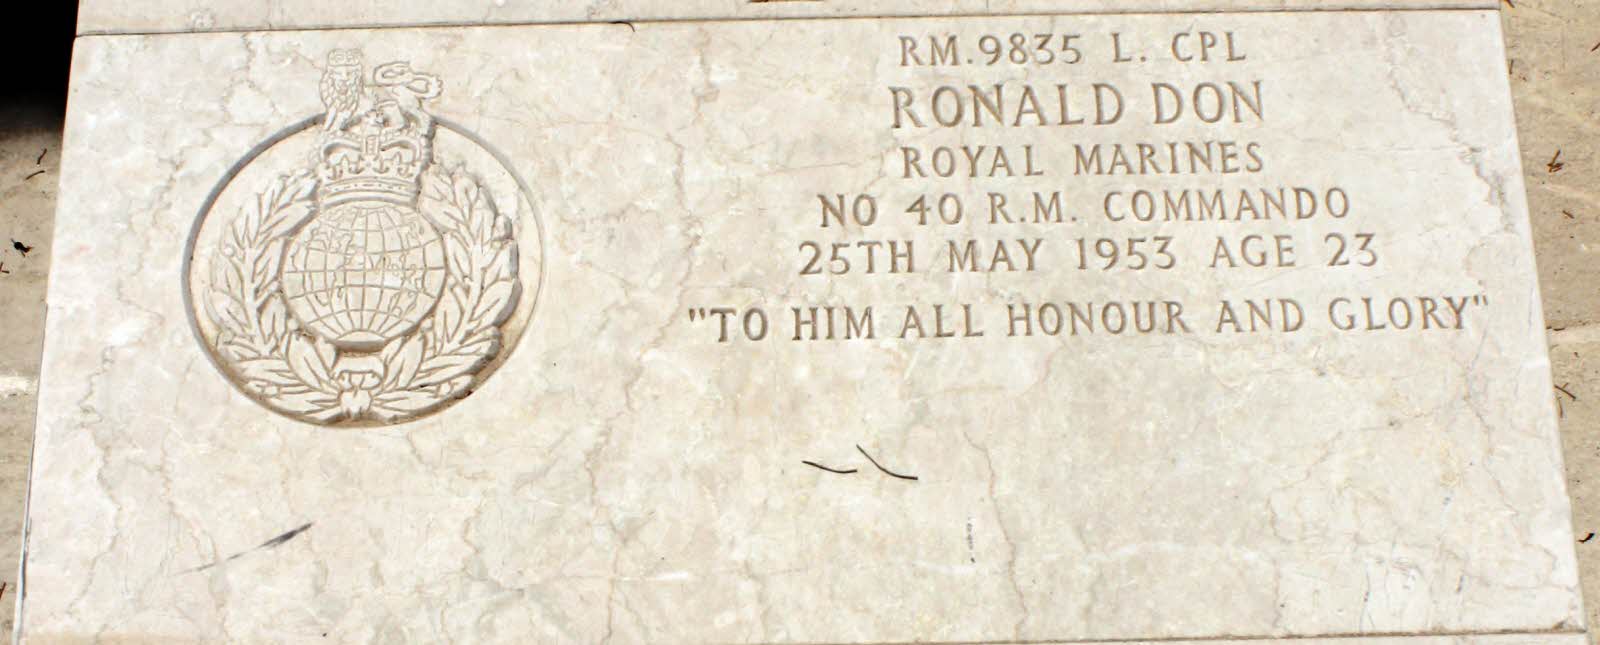 RM.9835 L. CPL
RONALD DON
ROYAL MARINES
NO 40 R.M. COMMANDO
25TH MAY 1953 AGE 23
"TO HIM ALL HONOUR AND GLORY"